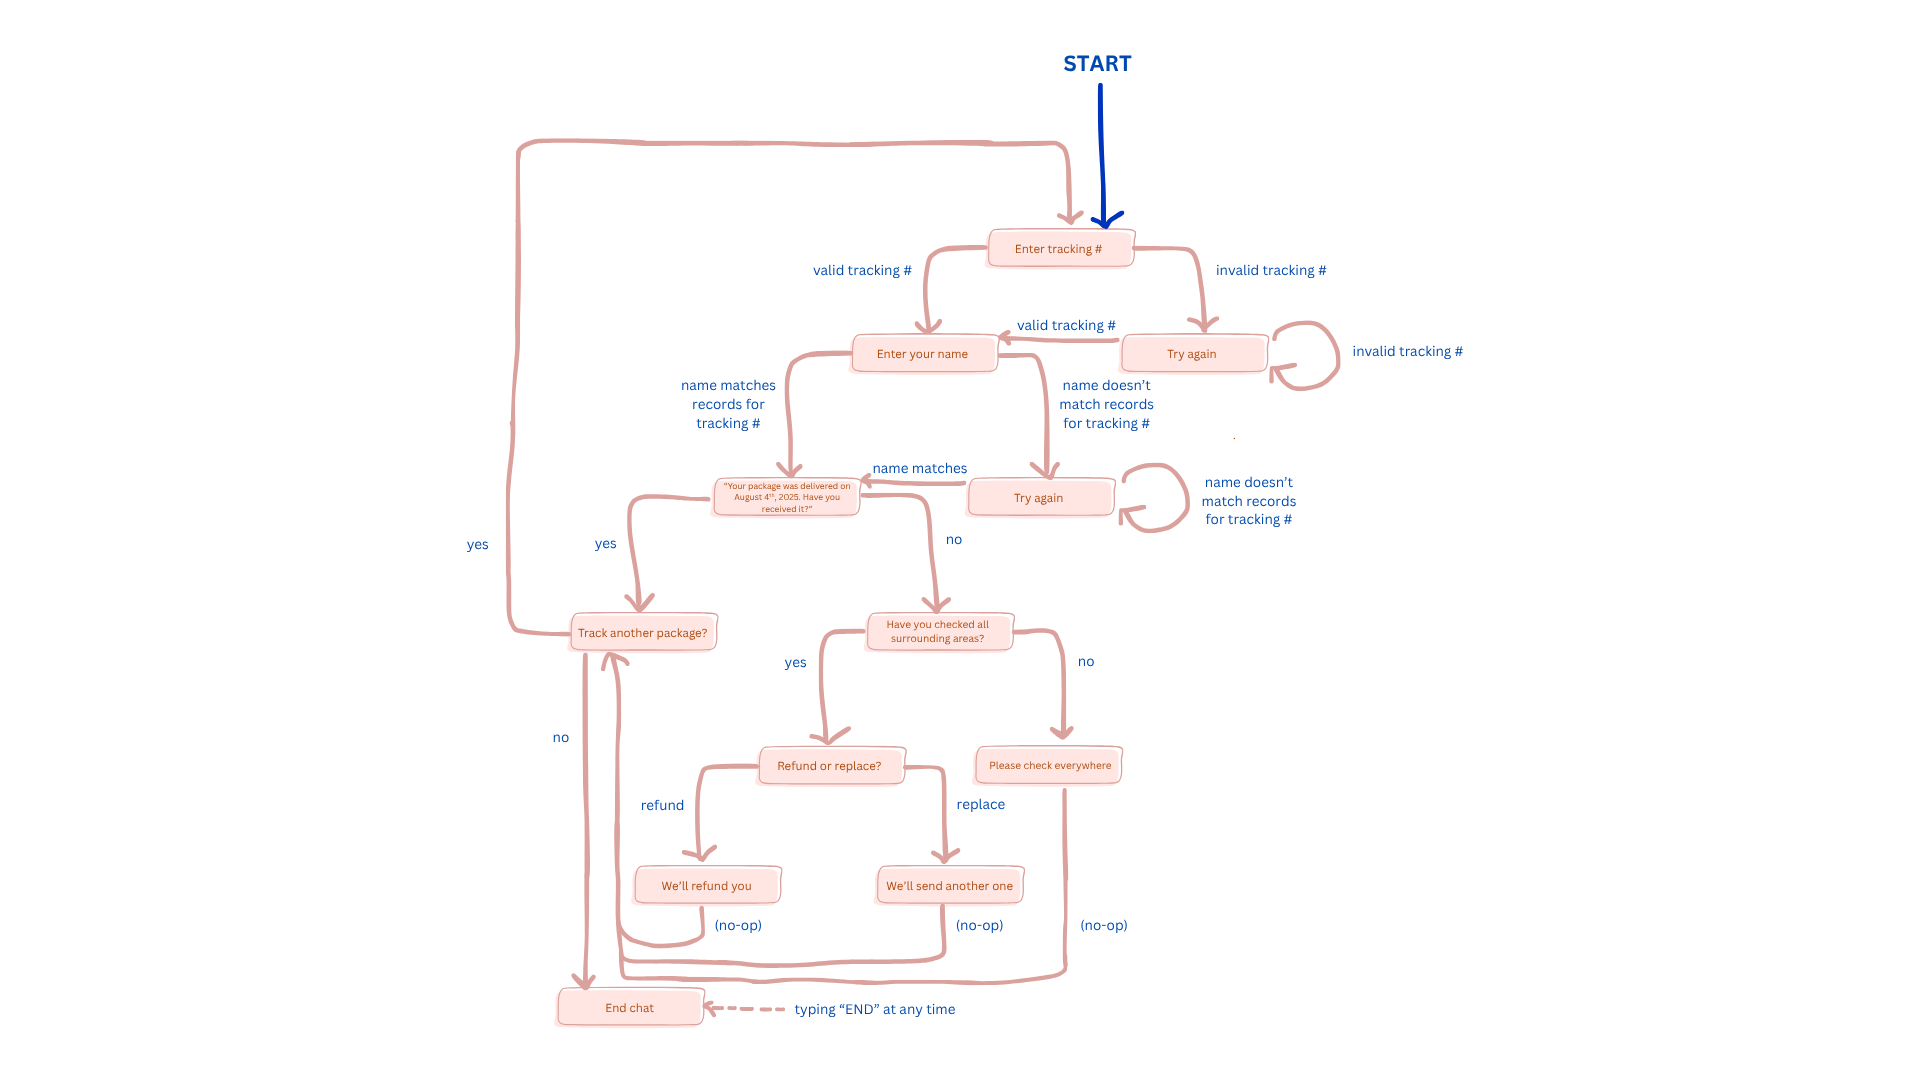 START
Enter tracking #
valid tracking #
invalid tracking #
valid tracking #
Enter your name
Try again
invalid tracking #
name matches
records for
tracking #
name doesn’t
match records
for tracking #
name matches
“Your package was delivered on
August 4th, 2025. Have you
received it?”
Try again
name doesn’t
match records
for tracking #
yes
yes
no
Track another package?
Have you checked all
surrounding areas?
yes
no
no
Refund or replace?
Please check everywhere
refund
replace
We’ll refund you
We’ll send another one
(no-op)
(no-op)
(no-op)
End chat
typing “END” at any time